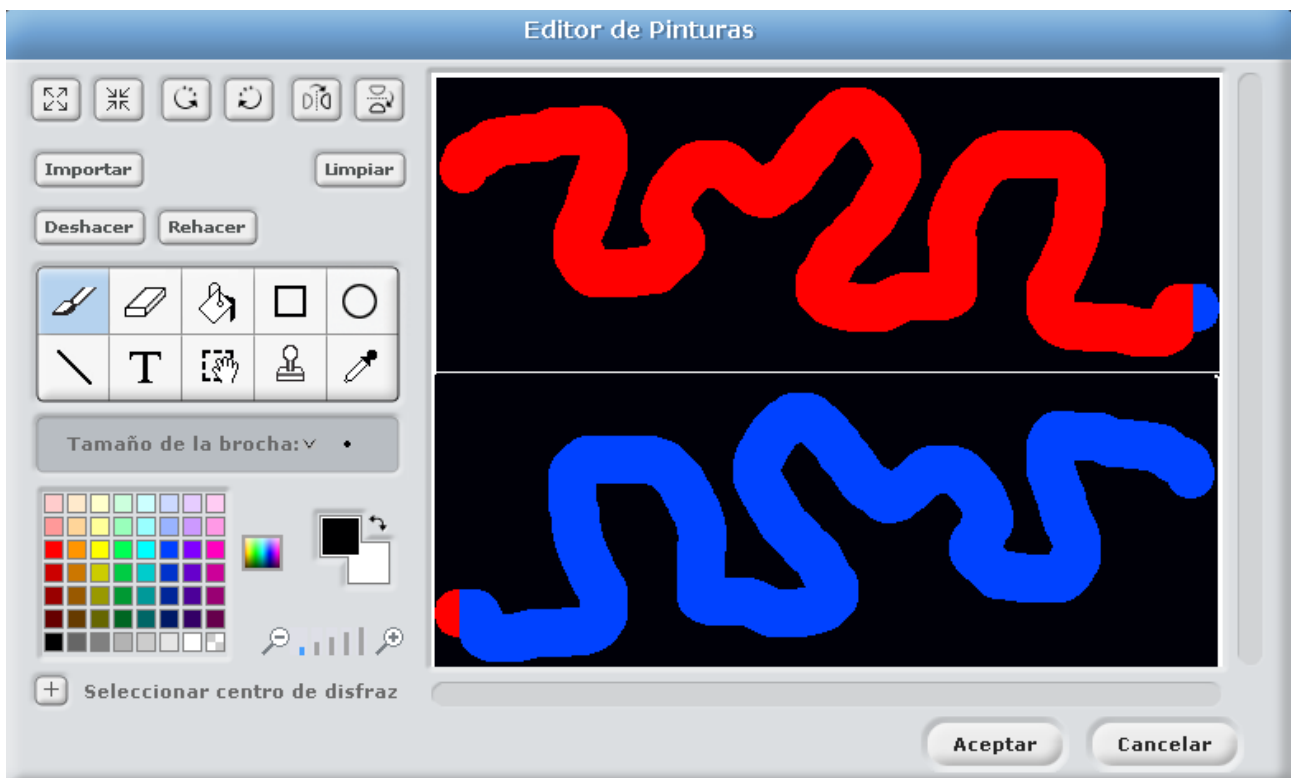 Editor de Pinturas
Importar
Limpiar
Deshacer
Rehacer
T
Tamaño de la brocha:
Seleccionar centro de disfraz
Aceptar
Cancelar